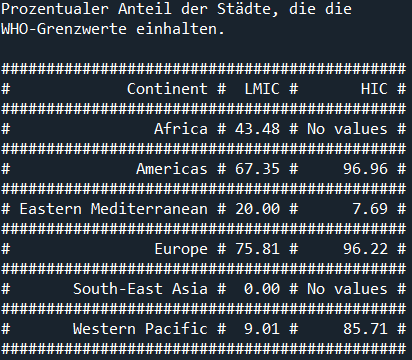 Prozentualer Anteil der Städte, die die
WHO-Grenzwerte einhalten.
#############################################
#             Continent #  LMIC #       HIC #
#############################################
#                Africa # 43.48 # No values #
#############################################
#              Americas # 67.35 #     96.96 #
#############################################
# Eastern Mediterranean # 20.00 #      7.69 #
#############################################
#                Europe # 75.81 #     96.22 #
#############################################
#       South-East Asia #  0.00 # No values #
#############################################
#       Western Pacific #  9.01 #     85.71 #
#############################################